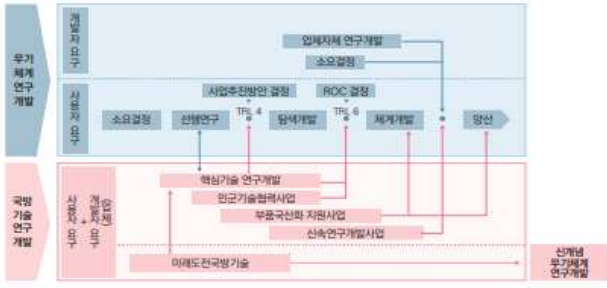 무기
체계
연구
개발
개발자 요구
업체자체 연구개발
소요결정
사용자 요구
사업추진방안 결정
ROC 결정
소요결정
선행연구
TRL 4
탐색개발
TRL 6
체계개발
양산
국방
기술
연구
개발
사용자 요구
+
개발자 요구
(업체)
핵심기술 연구개발
민군기술협력사업
부품국산화 지원사업
신속연구개발사업
미래도전국방기술
신개념
무기체계
연구개발